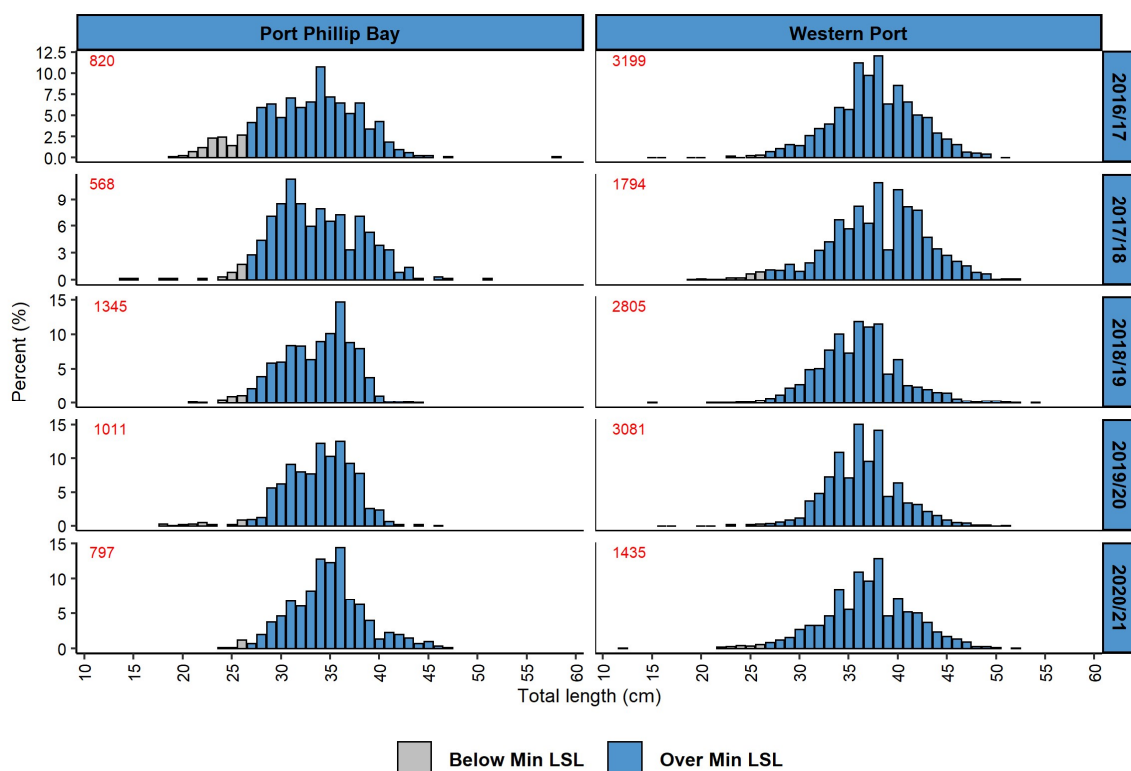 Port Phillip Bay Western Port
12.5 820 3199 2016/17
10.0
7.5
5.0
2.5
0.0
568 1794 2017/18
9
6
3
0
15 1345 2805 2018/19
10
5
0
15 1011 3081 2019/20
10
5
0
15 797 1435 2020/21
10
5
0
Percent (%)
10 15 20 25 30 35 40 45 50 55 60 10 15 20 25 30 35 40 45 50 55 60
Total length (cm)
Below Min LSL Over Min LSL